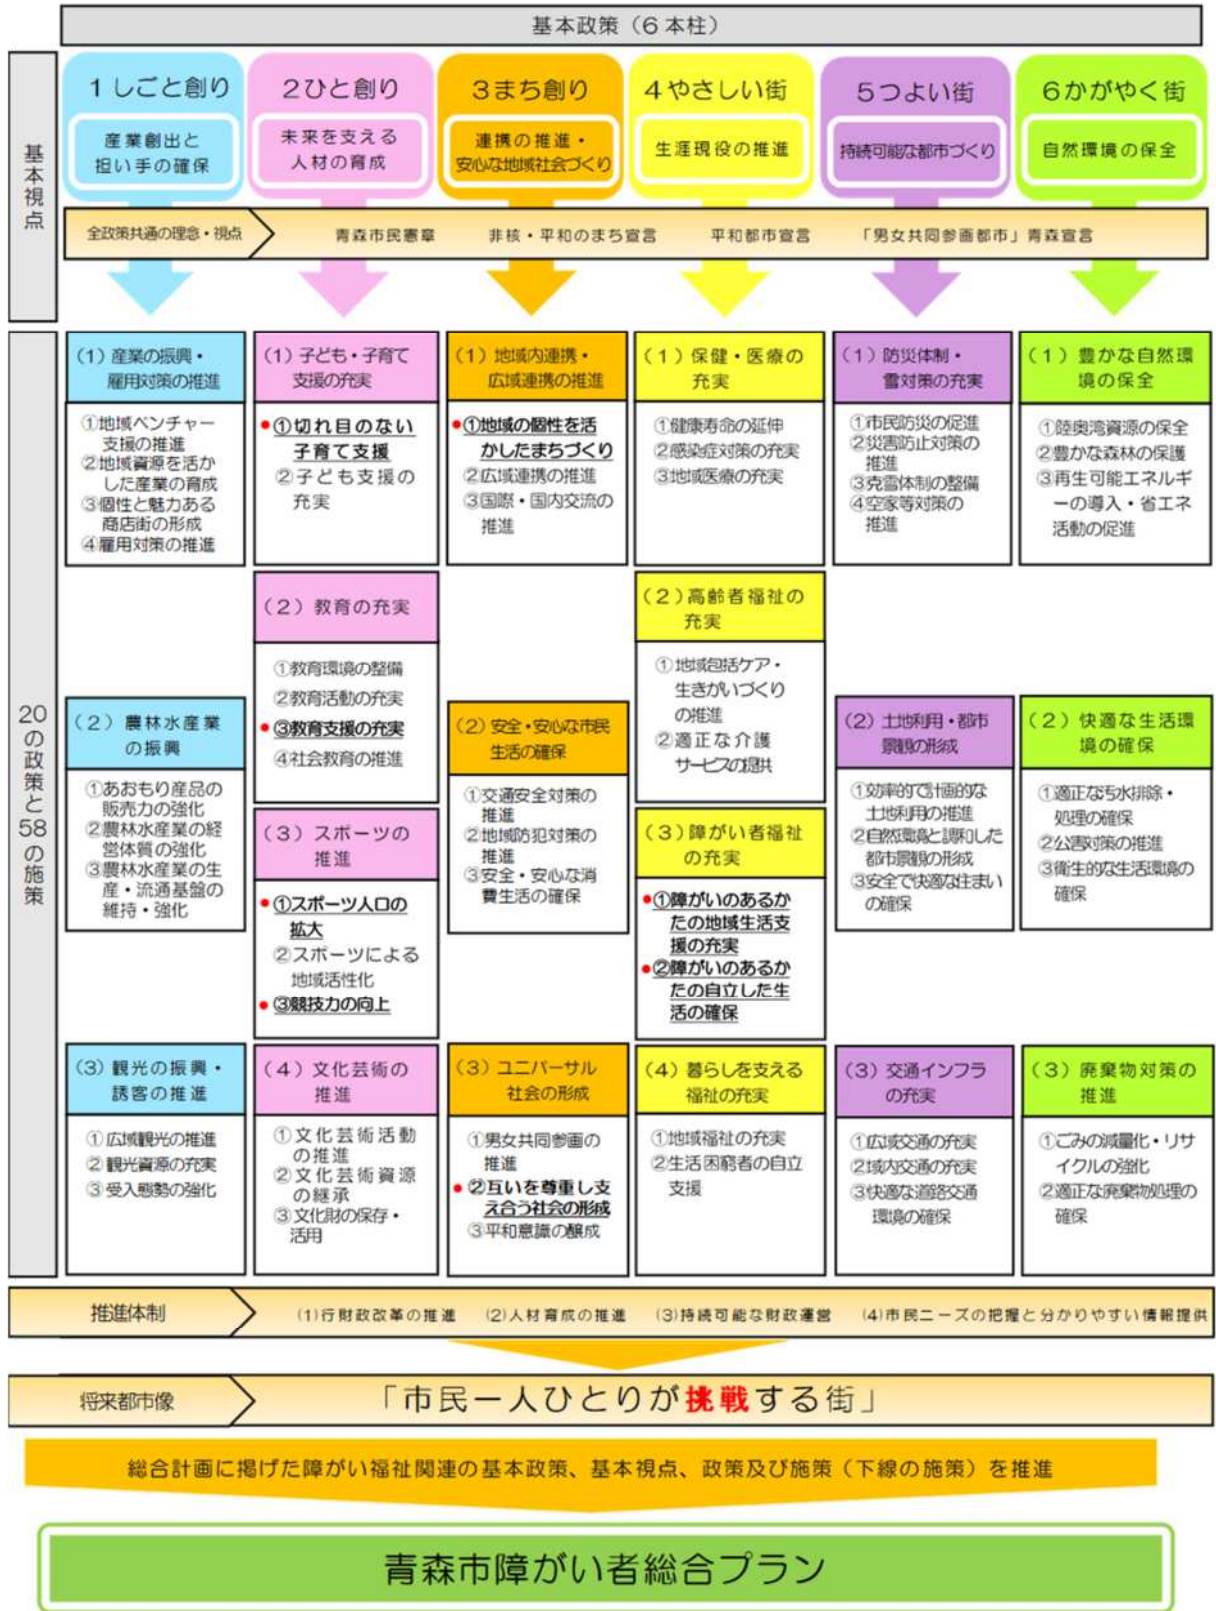 基本政策（6本柱）
基本視点
1しごと創り
産業創出と
担い手の確保
2ひと創り
未来を支える
人材の育成
3まち創り
連携の推進・
安心な地域社会づくり
4やさしい街
生涯現役の推進
5つよい街
持続可能な都市づくり
6かがやく街
自然環境の保全
全政策共通の理念・視点
青森市民憲章 非核・平和のまち宣言 平和都市宣言 「男女共同参画都市」青森宣言
20の政策と58の施策
(1) 産業の振興・
雇用対策の推進
①地域ベンチャー
支援の推進
②地域資源を活か
した産業の育成
③個性と魅力ある
商店街の形成
④雇用対策の推進
(2) 農林水産業
の振興
①あおもり産品の
販売力の強化
②農林水産業の経
営体質の強化
③農林水産業の生
産・流通基盤の
維持・強化
(3) 観光の振興・
誘客の推進
①広域観光の推進
②観光資源の充実
③受入態勢の強化
(1) 子ども・子育て
支援の充実
●①切れ目のない
子育て支援
②子ども支援の
充実
(2) 教育の充実
①教育環境の整備
②教育活動の充実
●③教育支援の充実
④社会教育の推進
(3) スポーツの
推進
●①スポーツ人口の
拡大
②スポーツによる
地域活性化
●③競技力の向上
(4) 文化芸術の
推進
①文化芸術活動
の推進
②文化芸術資源
の継承
③文化財の保存・
活用
(1) 地域内連携・
広域連携の推進
●①地域の個性を活
かしたまちづくり
②広域連携の推進
③国際・国内交流の
推進
(2) 安全・安心な市民
生活の確保
①交通安全対策の
推進
②地域防犯対策の
推進
③安全・安心な消
費生活の確保
(3) ユニバーサル
社会の形成
①男女共同参画の
推進
●②互いを尊重し支
え合う社会の形成
③平和意識の醸成
(1) 保健・医療の
充実
①健康寿命の延伸
②感染症対策の充実
③地域医療の充実
(2) 高齢者福祉の
充実
①地域包括ケア・
生きがいづくり
の推進
②適正な介護
サービスの提供
(3) 障がい者福祉
の充実
●①障がいのあるか
たの地域生活支
援の充実
●②障がいのあるか
たの自立した生
活の確保
(4) 暮らしを支える
福祉の充実
①地域福祉の充実
②生活困窮者の自立
支援
(1) 防災体制・
雪対策の充実
①市民防災の促進
②災害防止対策の
推進
③克雪体制の整備
④空家等対策の
推進
(2) 土地利用・都市
景観の形成
①効率的で計画的な
土地利用の推進
②自然環境と調和した
都市景観の形成
③安全で快適な住まい
の確保
(3) 交通インフラ
の充実
①広域交通の充実
②域内交通の充実
③快適な道路交通
環境の確保
(1) 豊かな自然環
境の保全
①陸奥湾資源の保全
②豊かな森林の保護
③再生可能エネルギ
ーの導入・省エネ
活動の促進
(2) 快適な生活環
境の確保
①適正な汚水排除・
処理の確保
②公害対策の推進
③衛生的な生活環境の
確保
(3) 廃棄物対策の
推進
①ごみの減量化・リサ
イクルの強化
②適正な廃棄物処理の
確保
推進体制
(1)行財政改革の推進 (2)人材育成の推進 (3)持続可能な財政運営 (4)市民ニーズの把握と分かりやすい情報提供
将来都市像
「市民一人ひとりが挑戦する街」
総合計画に掲げた障がい福祉関連の基本政策、基本視点、政策及び施策（下線の施策）を推進
青森市障がい者総合プラン